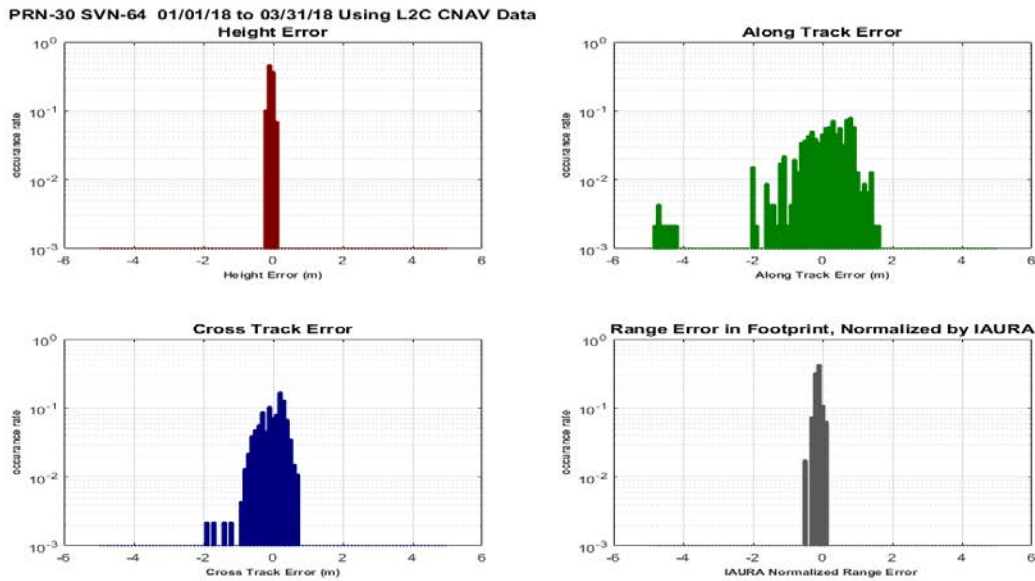 PRN-30 SVN-64 01/01/18 to 03/31/18 Using L2C CNAV Data
Height Error
10^0
10^-1
10^-2
10^-3
occurance rate
-6 -4 -2 0 2 4 6
Height Error (m)
Along Track Error
10^0
10^-1
10^-2
10^-3
occurance rate
-6 -4 -2 0 2 4 6
Along Track Error (m)
Cross Track Error
10^0
10^-1
10^-2
10^-3
occurance rate
-6 -4 -2 0 2 4 6
Cross Track Error (m)
Range Error in Footprint, Normalized by IAURA
10^0
10^-1
10^-2
10^-3
occurance rate
-6 -4 -2 0 2 4 6
IAURA Normalized Range Error